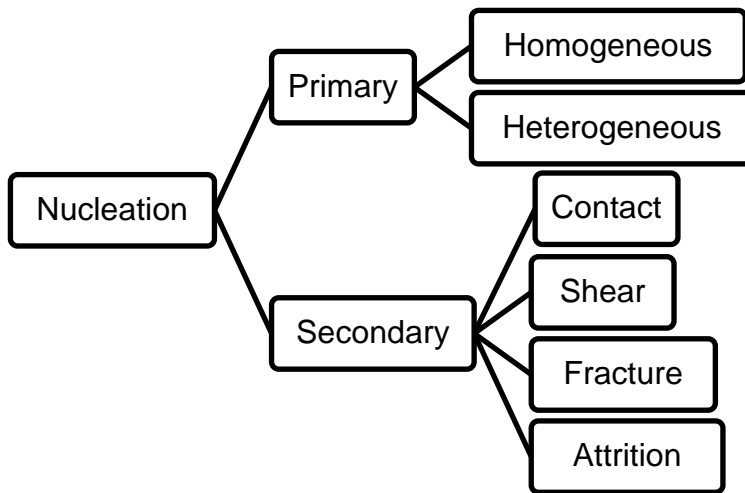 Nucleation
Primary
Homogeneous
Heterogeneous
Secondary
Contact
Shear
Fracture
Attrition